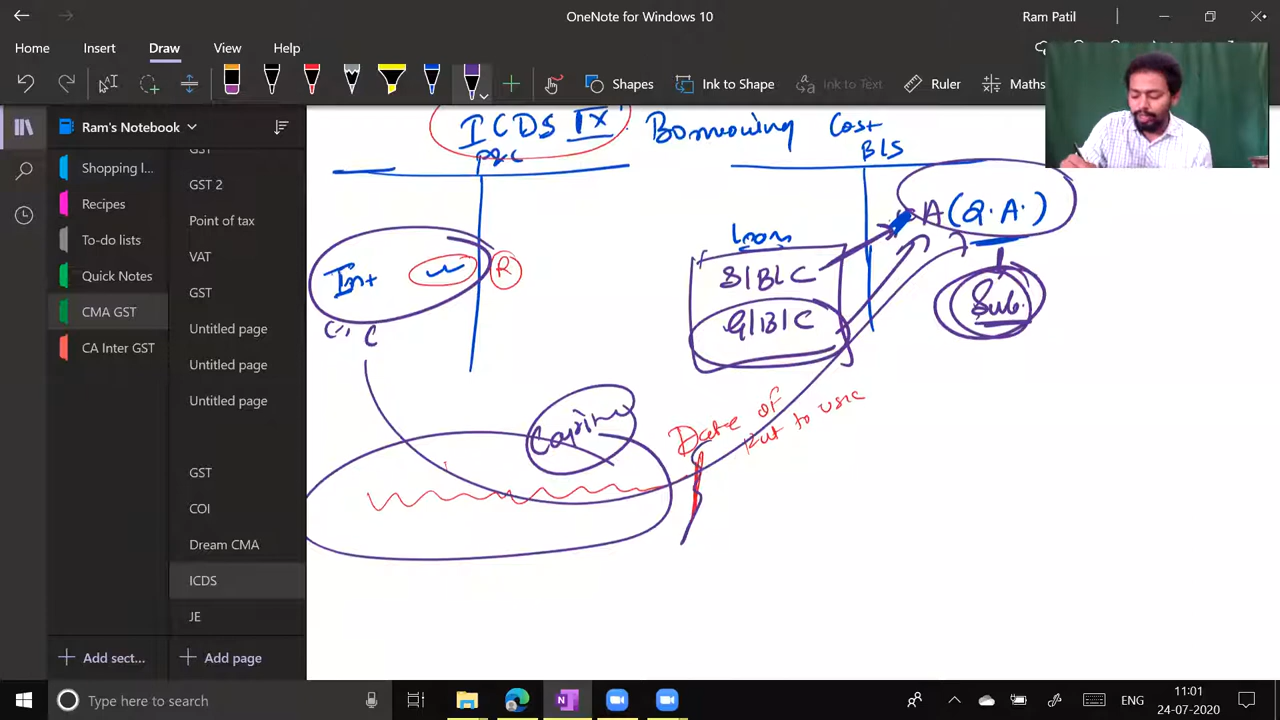 OneNote for Windows 10
Ram Patil
Home
Insert
Draw
View
Help
Shapes
Ink to Shape
Ink to Text
Ruler
Maths
Ram's Notebook
Shopping l...
Recipes
To-do lists
Quick Notes
CMA GST
CA Inter GST
GST
GST 2
Point of tax
VAT
GST
Untitled page
Untitled page
Untitled page
GST
COI
Dream CMA
ICDS
JE
Add sect...
Add page
ICDS IX Borrowing Cost
BLS
A (Q.A.)
Loan
Int
R
S/B/C
G/B/C
Sub.
Date of
Put to use
Type here to search
ENG
11:01
24-07-2020